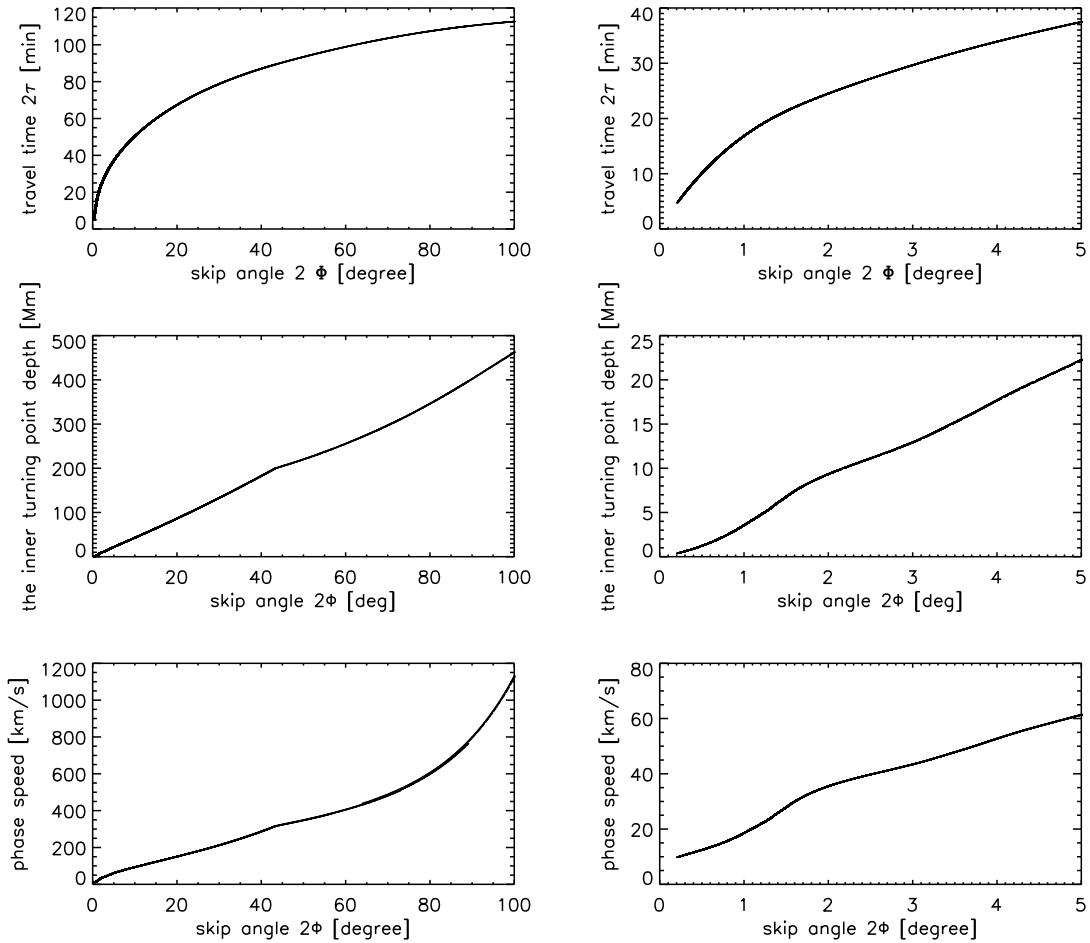 travel time 2τ [min]
120
100
80
60
40
20
0
0 20 40 60 80 100
skip angle 2 Φ [degree]
travel time 2τ [min]
40
30
20
10
0
0 1 2 3 4 5
skip angle 2 Φ [degree]
the inner turning point depth [Mm]
500
400
300
200
100
0
0 20 40 60 80 100
skip angle 2Φ [deg]
the inner turning point depth [Mm]
25
20
15
10
5
0
0 1 2 3 4 5
skip angle 2Φ [deg]
phase speed [km/s]
1200
1000
800
600
400
200
0
0 20 40 60 80 100
skip angle 2Φ [degree]
phase speed [km/s]
80
60
40
20
0
0 1 2 3 4 5
skip angle 2Φ [degree]